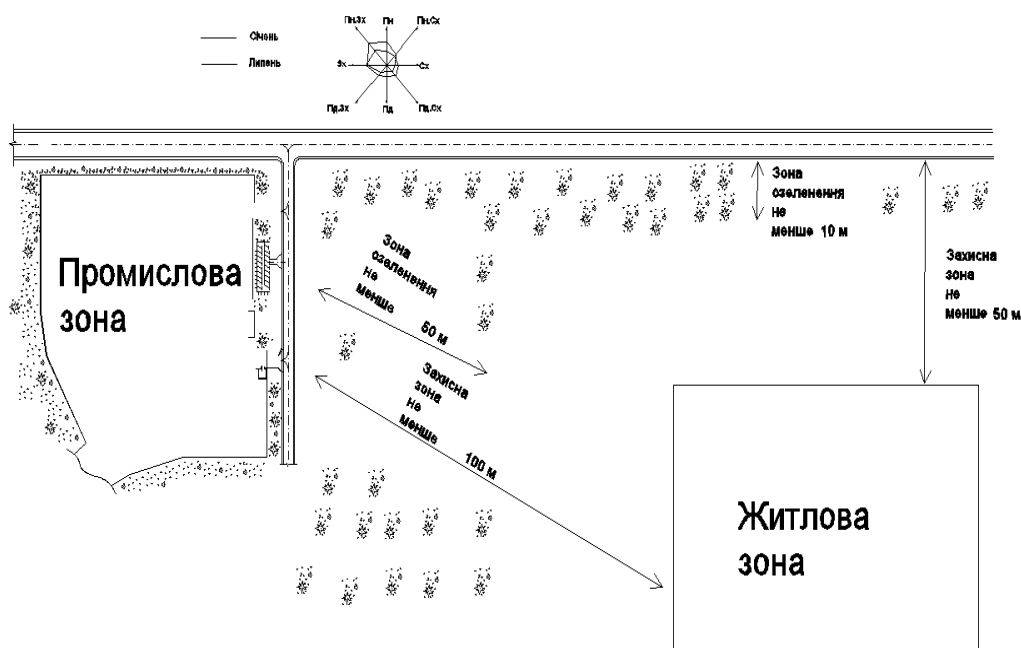 Пн.Зх Пн Пн.Сх
Січень
Липень
Зх Сх
Пд.Зх Пд Пд.Сх
Зона
озеленення
не
менше 10 м
Захисна
зона
не
менше 50 м
Промислова
зона
Зона
озеленення
не
менше 50 м
Захисна
зона
не
менше 100 м
Житлова
зона